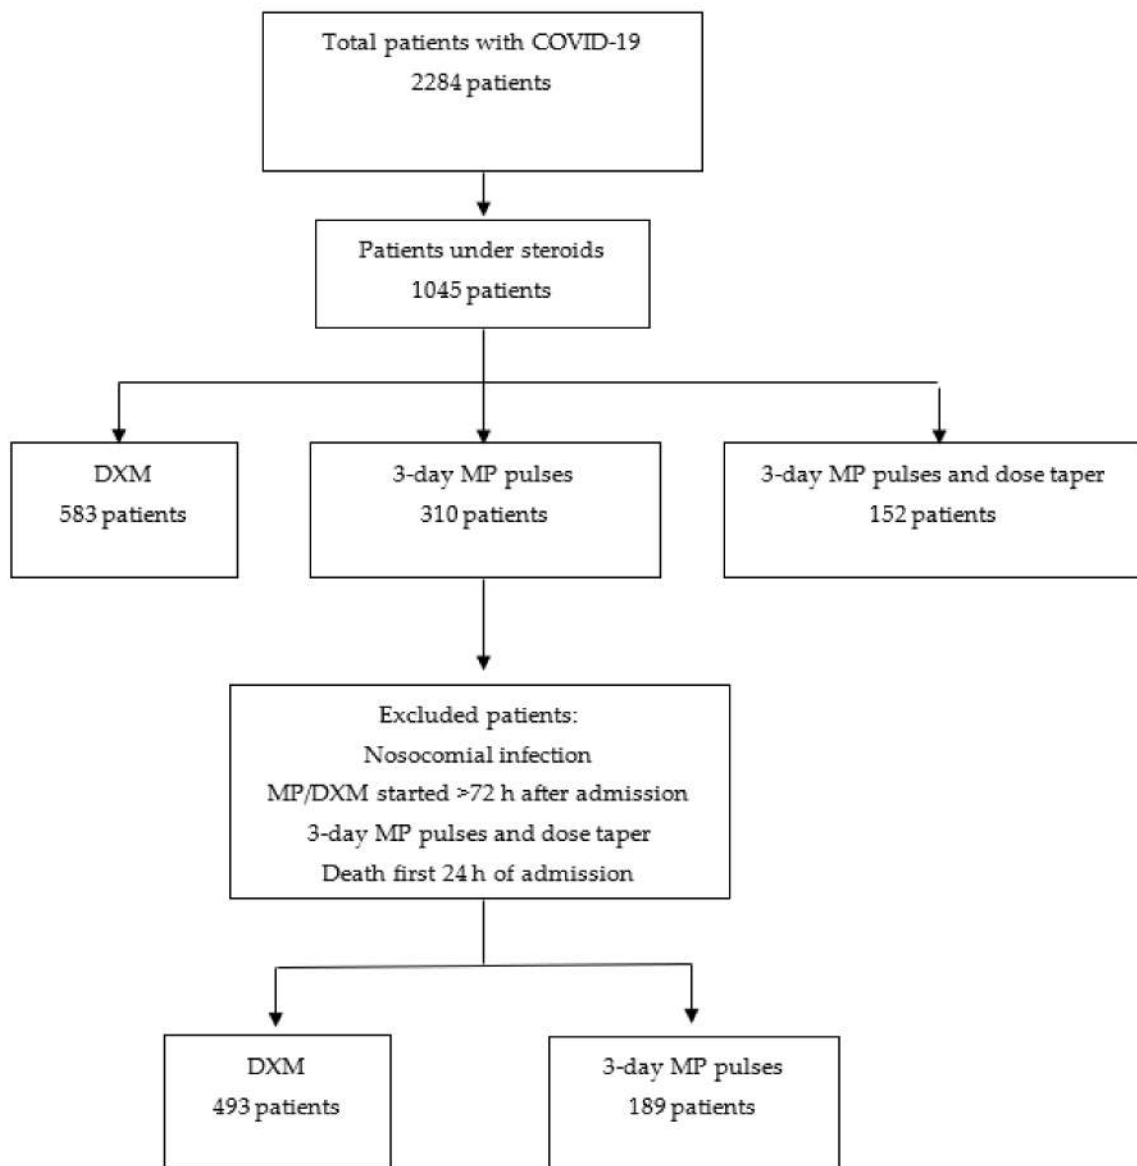 Total patients with COVID-19
2284 patients
Patients under steroids
1045 patients
DXM
583 patients
3-day MP pulses
310 patients
3-day MP pulses and dose taper
152 patients
Excluded patients:
Nosocomial infection
MP/DXM started >72 h after admission
3-day MP pulses and dose taper
Death first 24 h of admission
DXM
493 patients
3-day MP pulses
189 patients